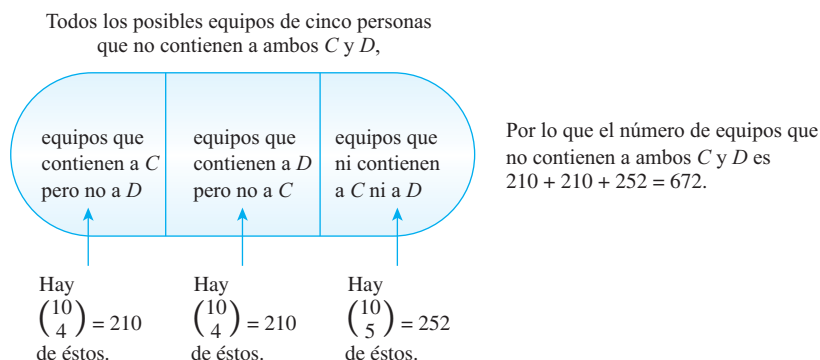 Todos los posibles equipos de cinco personas
que no contienen a ambos C y D,
equipos que
contienen a C
pero no a D
equipos que
contienen a D
pero no a C
equipos que
ni contienen
a C ni a D
Por lo que el número de equipos que
no contienen a ambos C y D es
210 + 210 + 252 = 672.
Hay
(10
4) = 210
de éstos.
Hay
(10
4) = 210
de éstos.
Hay
(10
5) = 252
de éstos.